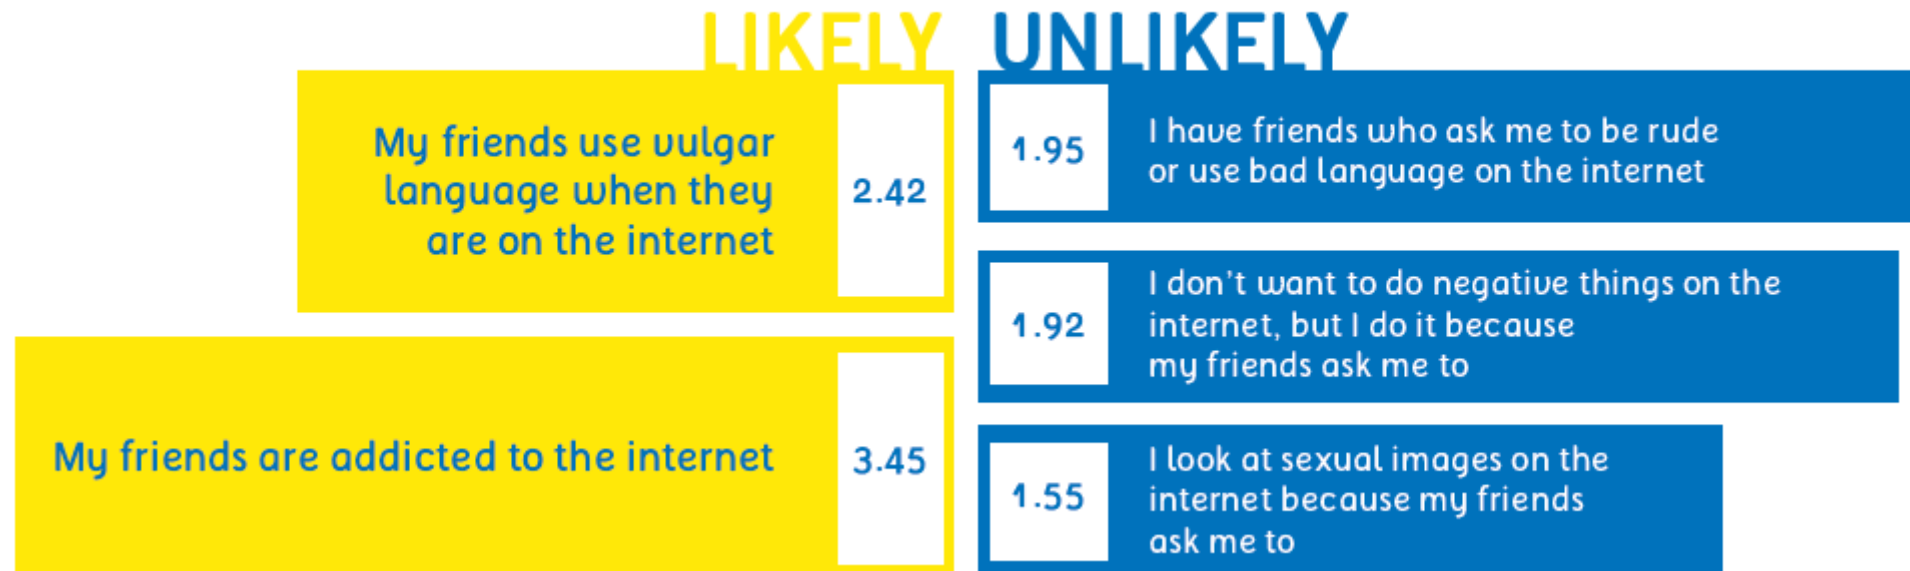 LIKELY
My friends use vulgar
language when they
are on the internet
2.42
My friends are addicted to the internet
3.45
UNLIKELY
1.95
I have friends who ask me to be rude
or use bad language on the internet
1.92
I don't want to do negative things on the
internet, but I do it because
my friends ask me to
1.55
I look at sexual images on the
internet because my friends
ask me to